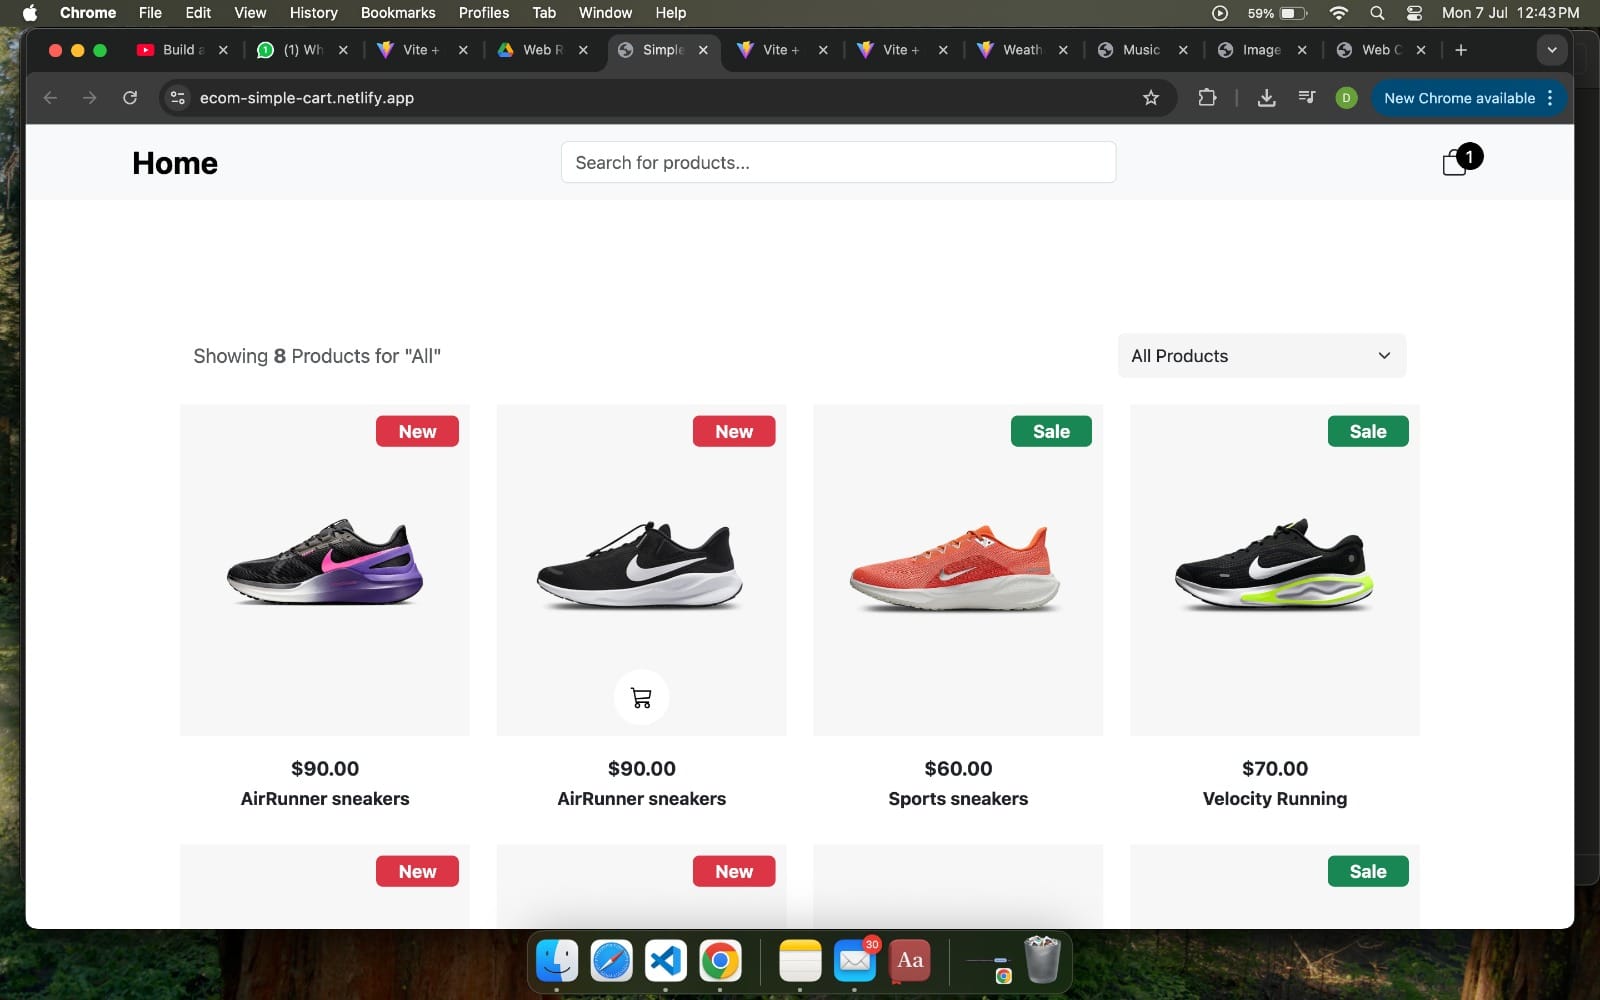 Chrome File Edit View History Bookmarks Profiles Tab Window Help 59% Mon 7 Jul 12:43 PM
Build a (1) Wh Vite + Web R Simple Vite + Vite + Weath Music Image Web C
ecom-simple-cart.netlify.app D New Chrome available
Home Search for products... 1
Showing 8 Products for "All" All Products
New New Sale Sale
$90.00 $90.00 $60.00 $70.00
AirRunner sneakers AirRunner sneakers Sports sneakers Velocity Running
New New Sale
30
Aa